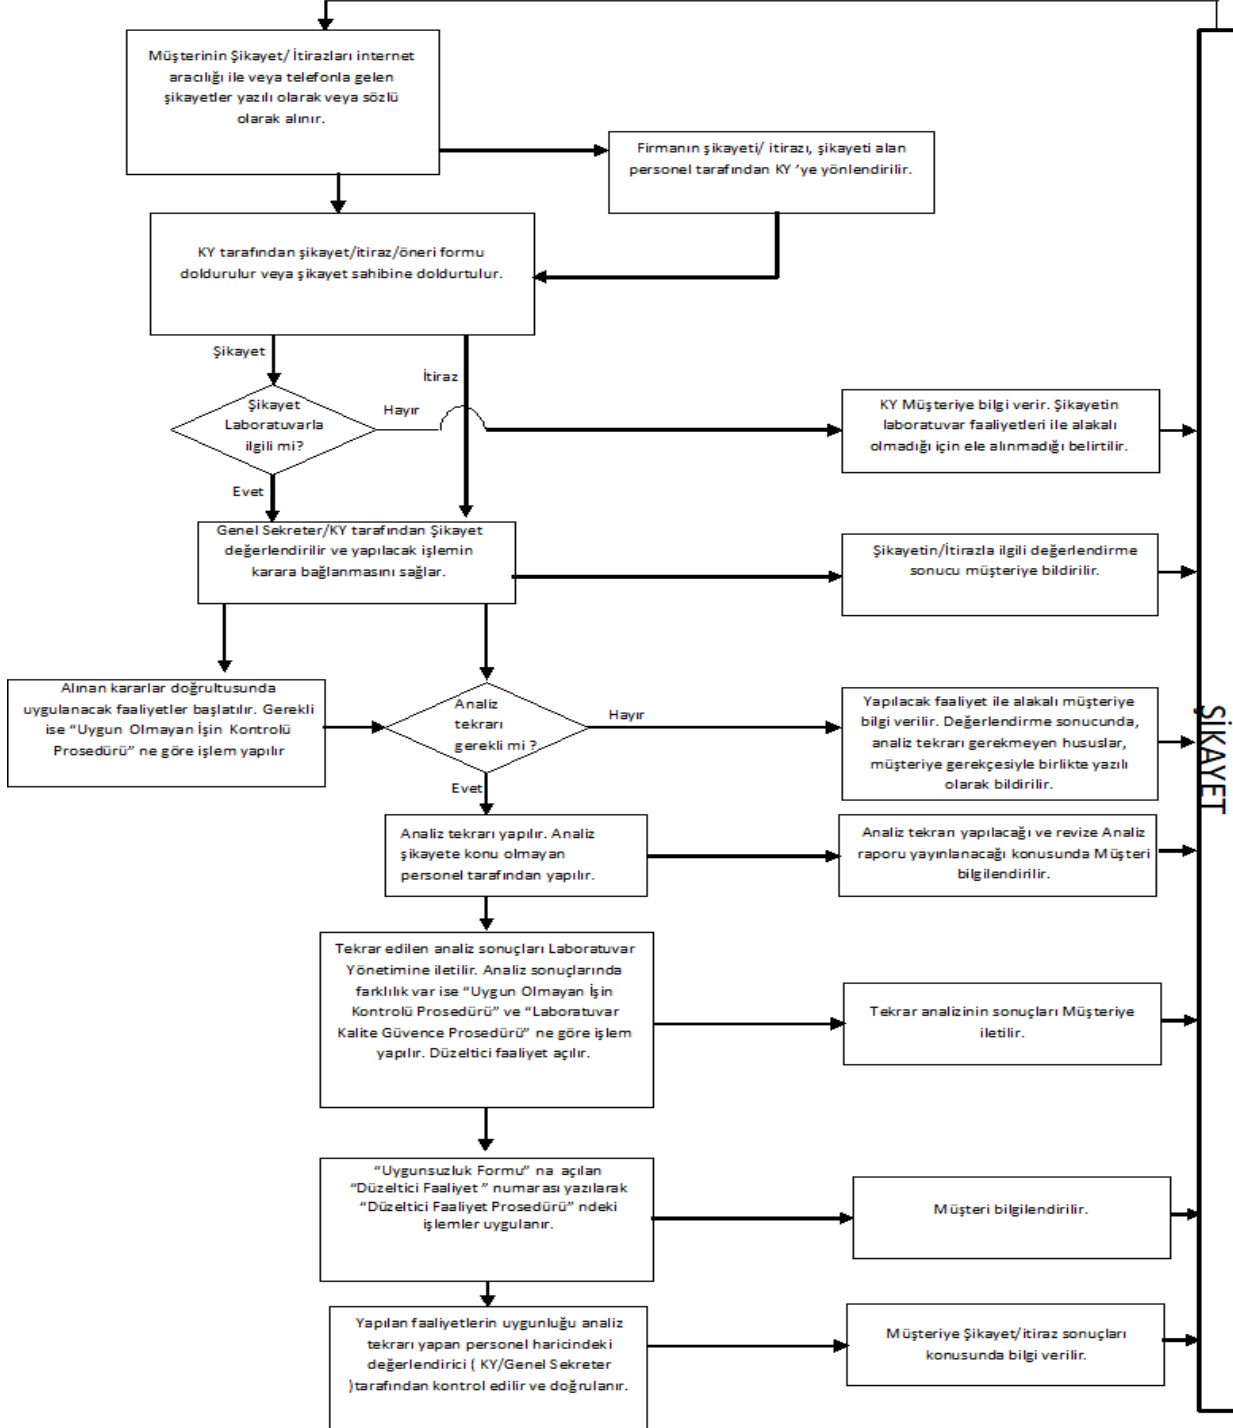 Müşterinin Şikayet/ İtirazları internet
aracılığı ile veya telefonla gelen
şikayetler yazılı olarak veya sözlü
olarak alınır.
Firmanın şikayeti/ itirazı, şikayeti alan
personel tarafından KY 'ye yönlendirilir.
KY tarafından şikayet/itiraz/öneri formu
doldurulur veya şikayet sahibine doldurtulur.
Şikayet
İtiraz
Şikayet
Laboratuvarla
ilgili mi?
Hayır
KY Müşteriye bilgi verir. Şikayetin
laboratuvar faaliyetleri ile alakalı
olmadığı için ele alınmadığı belirtilir.
Evet
Genel Sekreter/KY tarafından Şikayet
değerlendirilir ve yapılacak işlemin
karara bağlanmasını sağlar.
Şikayetin/İtirazla ilgili değerlendirme
sonucu müşteriye bildirilir.
Alınan kararlar doğrultusunda
uygulanacak faaliyetler başlatılır. Gerekli
ise “Uygun Olmayan İşin Kontrolü
Prosedürü” ne göre işlem yapılır
Analiz
tekrarı
gerekli mi ?
Hayır
Yapılacak faaliyet ile alakalı müşteriye
bilgi verilir. Değerlendirme sonucunda,
analiz tekrarı gerekmeyen hususlar,
müşteriye gerekçesiyle birlikte yazılı
olarak bildirilir.
ŞİKAYET
Evet
Analiz tekrarı yapılır. Analiz
şikayete konu olmayan
personel tarafından yapılır.
Analiz tekrarı yapılacağı ve revize Analiz
raporu yayınlanacağı konusunda Müşteri
bilgilendirilir.
Tekrar edilen analiz sonuçları Laboratuvar
Yönetimine iletilir. Analiz sonuçlarında
farklılık var ise “Uygun Olmayan İşin
Kontrolü Prosedürü” ve “Laboratuvar
Kalite Güvence Prosedürü” ne göre işlem
yapılır. Düzeltici faaliyet açılır.
Tekrar analizinin sonuçları Müşteriye
iletilir.
“Uygunsuzluk Formu” na açılan
“Düzeltici Faaliyet ” numarası yazılarak
“Düzeltici Faaliyet Prosedürü” ndeki
işlemler uygulanır.
Müşteri bilgilendirilir.
Yapılan faaliyetlerin uygunluğu analiz
tekrarı yapan personel haricindeki
değerlendirici ( KY/Genel Sekreter
)tarafından kontrol edilir ve doğrulanır.
Müşteriye Şikayet/itiraz sonuçları
konusunda bilgi verilir.